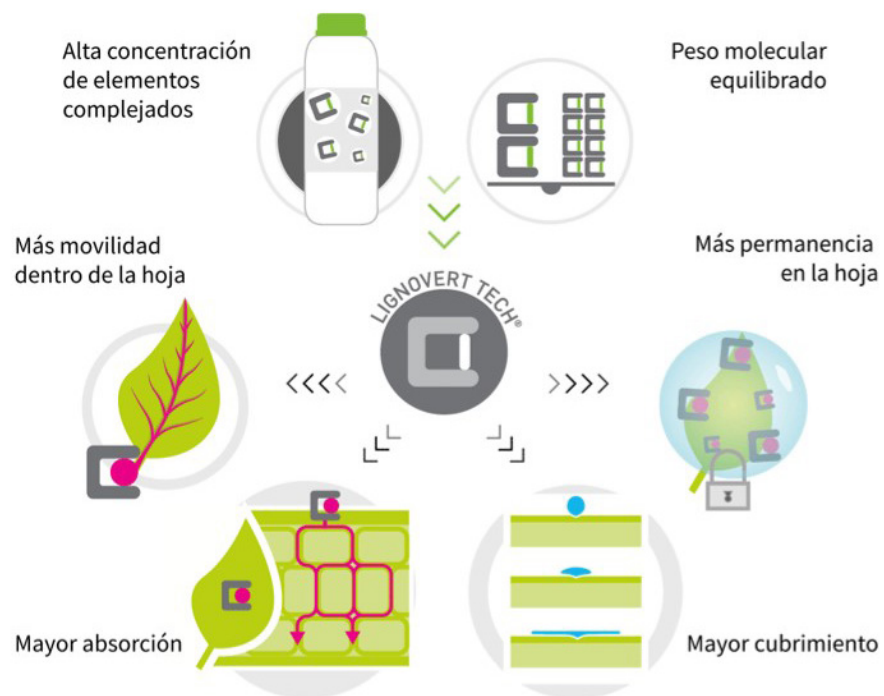 Alta concentración
de elementos
complejados
Peso molecular
equilibrado
Más movilidad
dentro de la hoja
LIGNOVERT TECH®
Más permanencia
en la hoja
Mayor absorción
Mayor cubrimiento